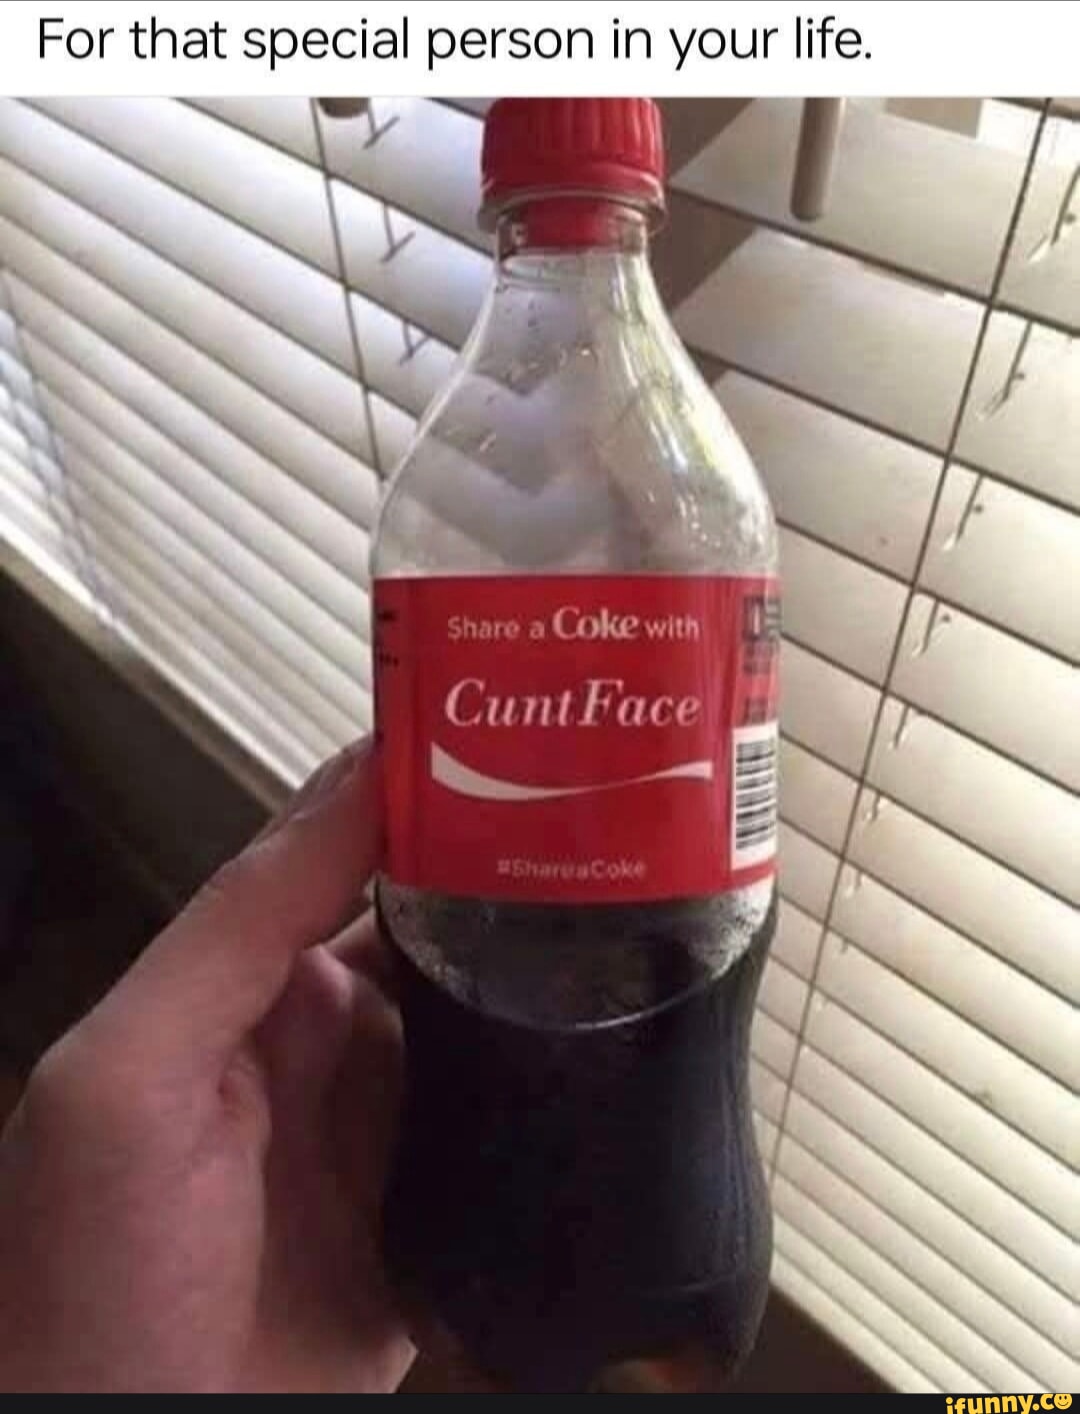 For that special person in your life.
Share a Coke with
Cunt Face
#ShareaCoke
ifunny.co